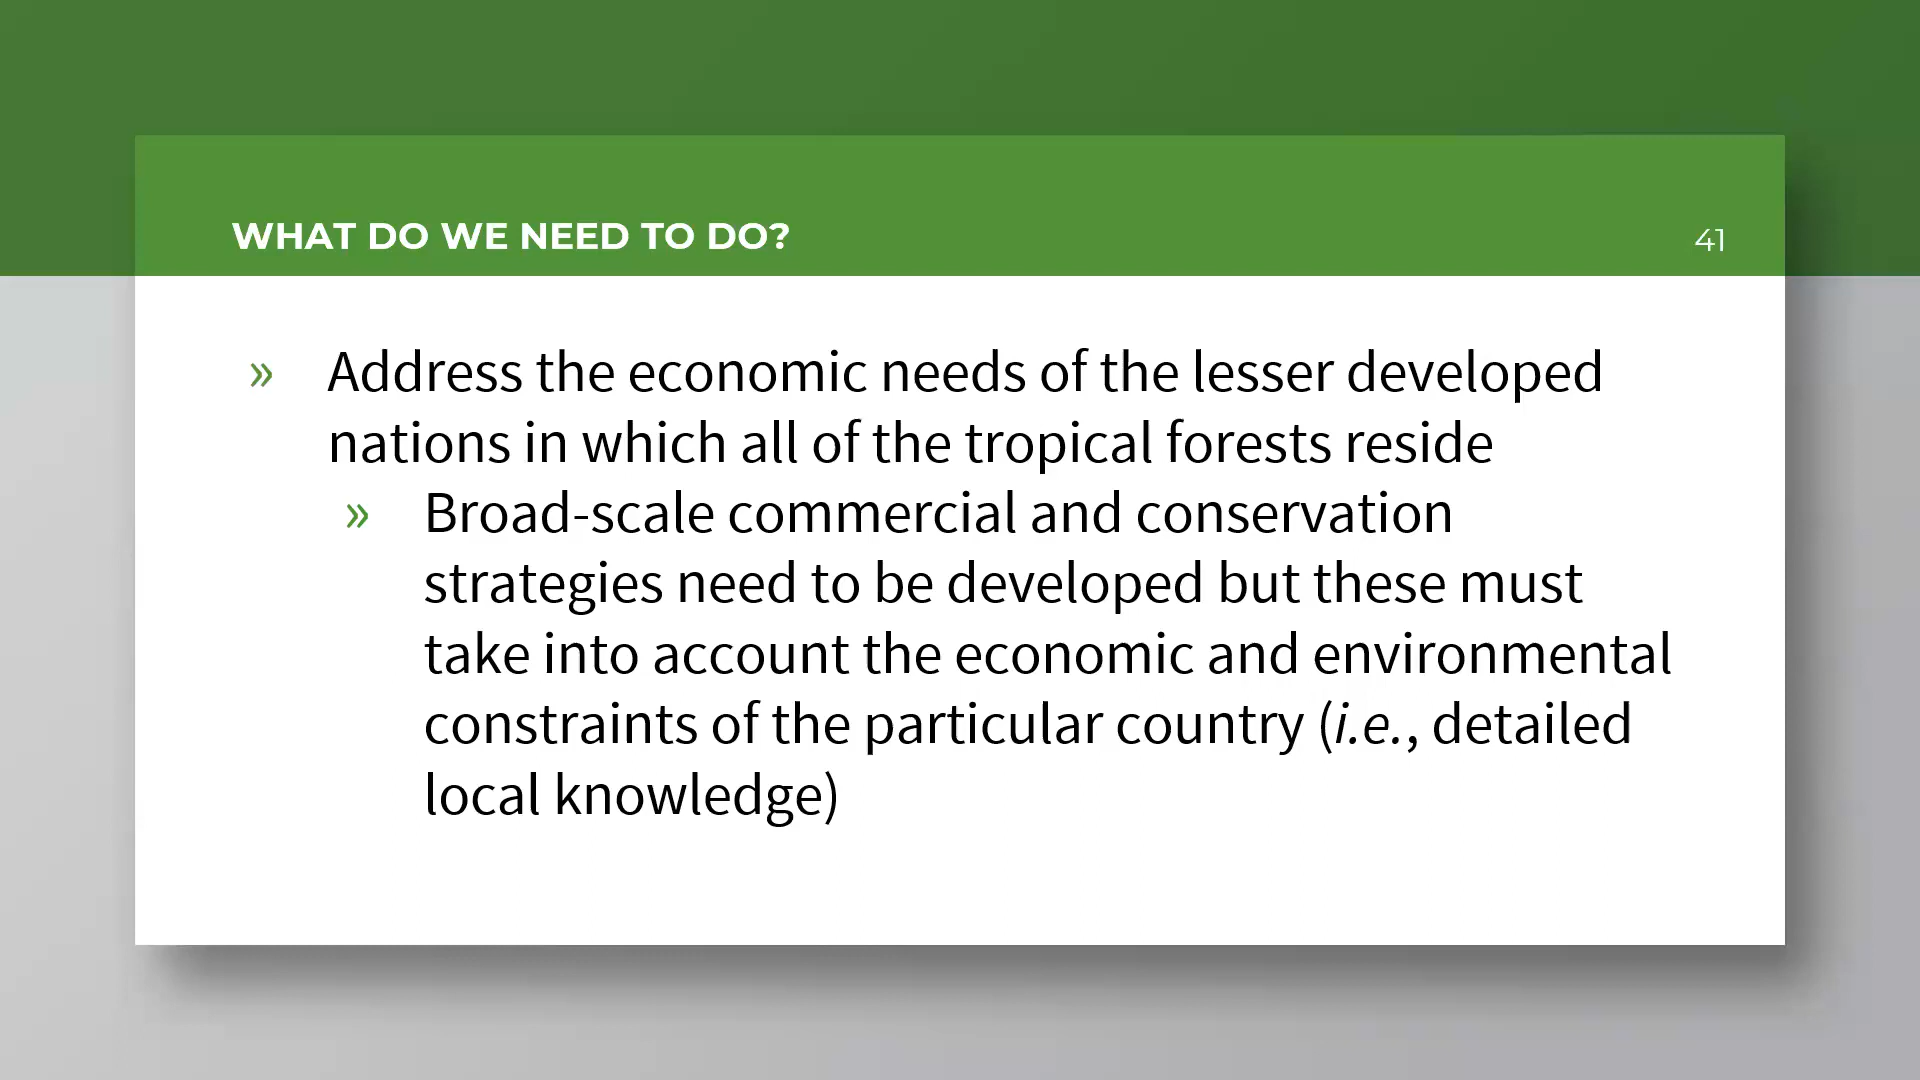 WHAT DO WE NEED TO DO?
41
» Address the economic needs of the lesser developed
nations in which all of the tropical forests reside
» Broad-scale commercial and conservation
strategies need to be developed but these must
take into account the economic and environmental
constraints of the particular country (i.e., detailed
local knowledge)